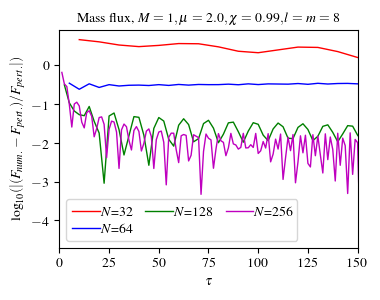 Mass flux, M = 1, μ = 2.0, χ = 0.99, l = m = 8
log₁₀(|(F_num. − F_pert.)/F_pert.|)
0
−1
−2
−3
−4
N=32
N=64
N=128
N=256
0 25 50 75 100 125 150
τ